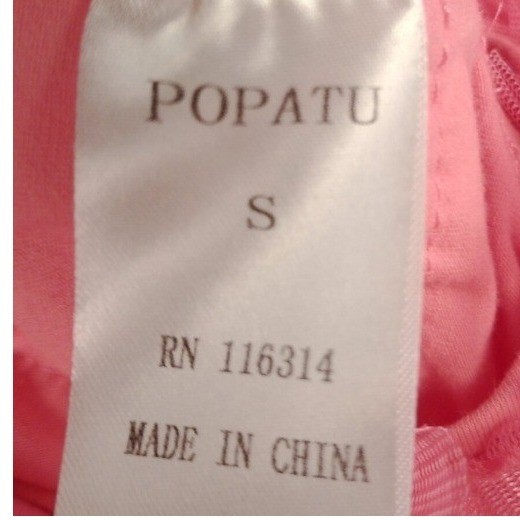 POPATU
S
RN 116314
MADE IN CHINA